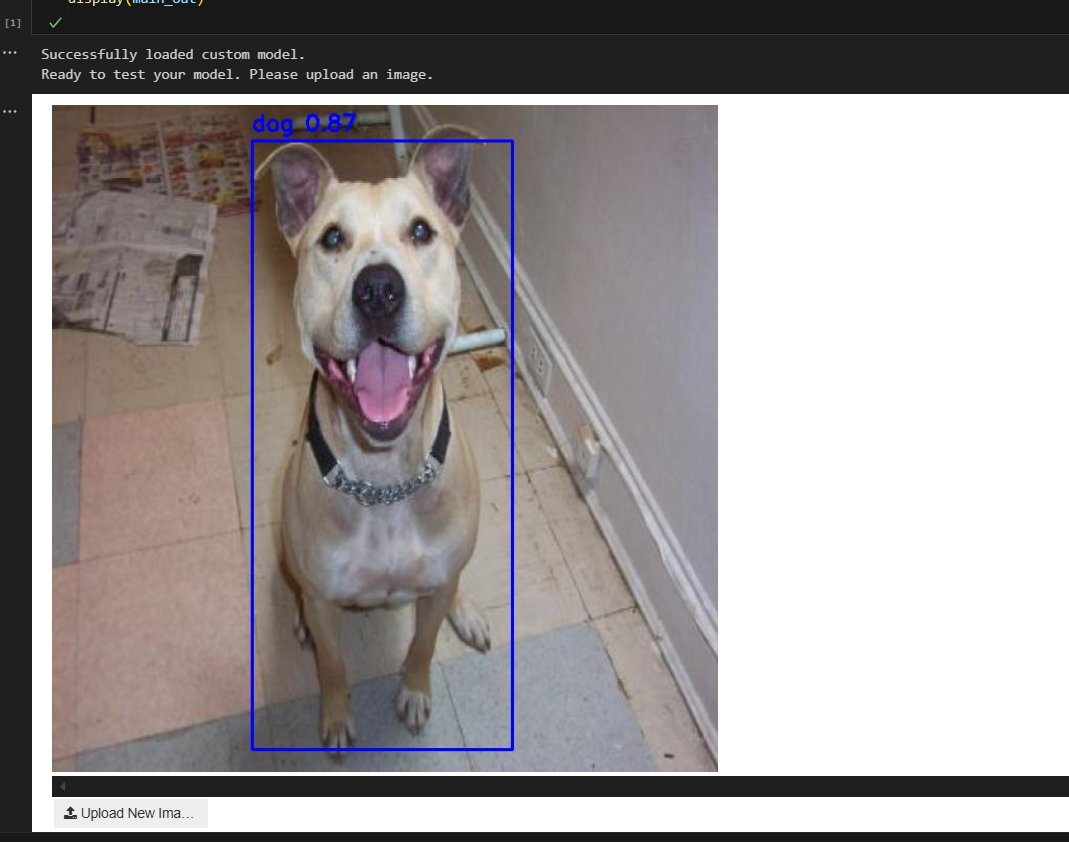 display(main_out)
[1]
Successfully loaded custom model.
Ready to test your model. Please upload an image.
dog 0.87
Upload New Ima...